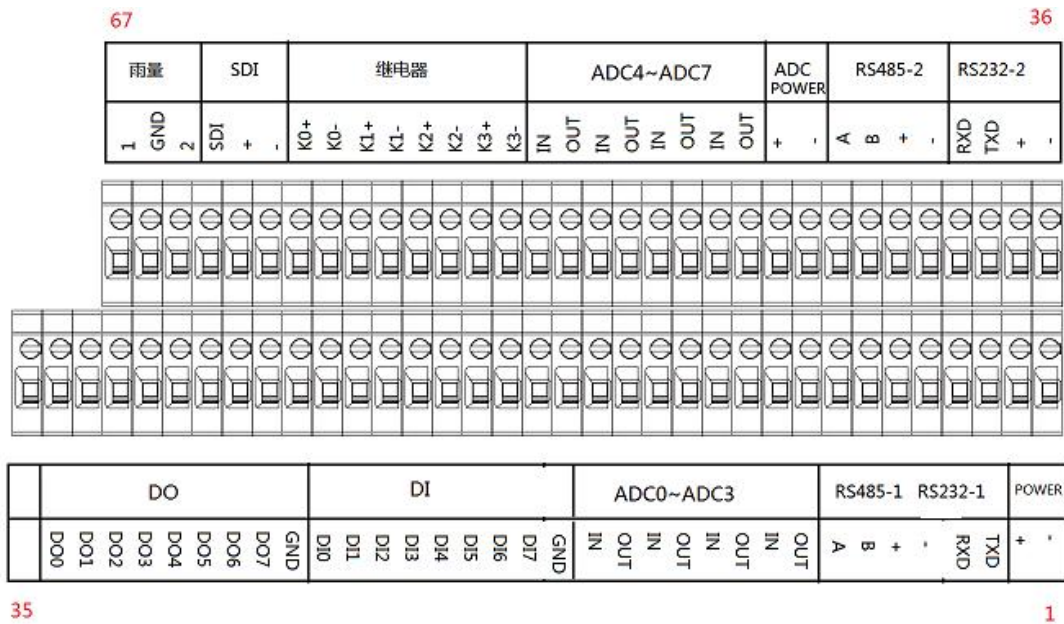 67 36
雨量 SDI 继电器 ADC4~ADC7 ADC POWER RS485-2 RS232-2
1 GND 2 SDI + - K0+ K0- K1+ K1- K2+ K2- K3+ K3- IN OUT IN OUT IN OUT IN OUT + - A B + - RXD TXD + -
DO DI ADC0~ADC3 RS485-1 RS232-1 POWER
DO0 DO1 DO2 DO3 DO4 DO5 DO6 DO7 GND DI0 DI1 DI2 DI3 DI4 DI5 DI6 DI7 GND IN OUT IN OUT IN OUT IN OUT A B + - RXD TXD + -
35 1